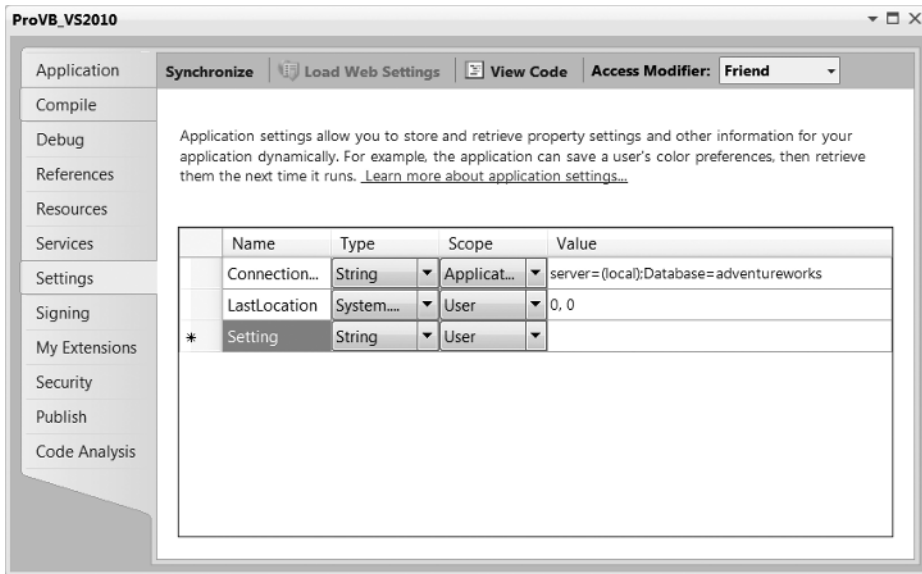 ProVB_VS2010
Application
Compile
Debug
References
Resources
Services
Settings
Signing
My Extensions
Security
Publish
Code Analysis
Synchronize Load Web Settings View Code Access Modifier: Friend
Application settings allow you to store and retrieve property settings and other information for your
application dynamically. For example, the application can save a user's color preferences, then retrieve
them the next time it runs. Learn more about application settings...
Name Type Scope Value
Connection... String Applicat... server=(local);Database=adventureworks
LastLocation System.... User 0, 0
* Setting String User